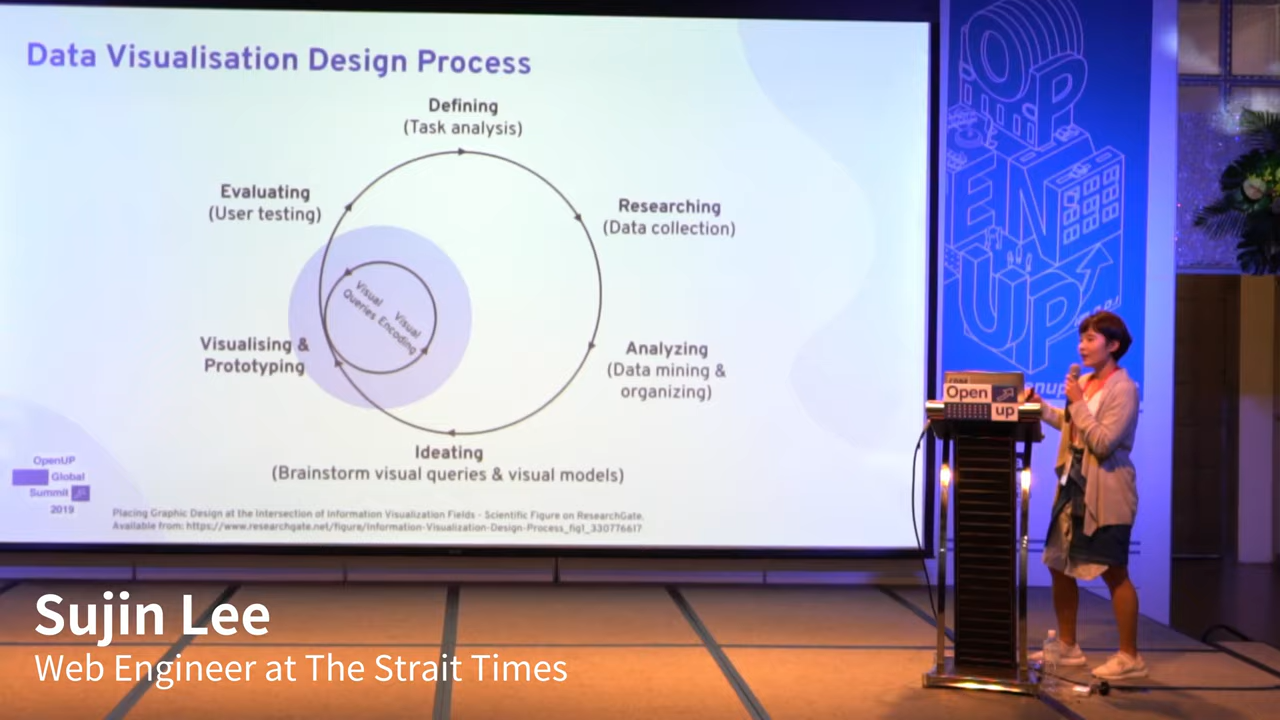 Data Visualisation Design Process
Defining
(Task analysis)
Evaluating
(User testing)
Researching
(Data collection)
Visual Visual
Queries Encoding
Visualising &
Prototyping
Analyzing
(Data mining &
organizing)
Ideating
(Brainstorm visual queries & visual models)
OpenUP
Global
Summit
2019
Placing Graphic Design at the Intersection of Information Visualization Fields - Scientific Figure on ResearchGate.
Available from: https://www.researchgate.net/figure/Information-Visualization-Design-Process_fig1_330776617
OP
EN
UP
Open
up
Sujin Lee
Web Engineer at The Strait Times